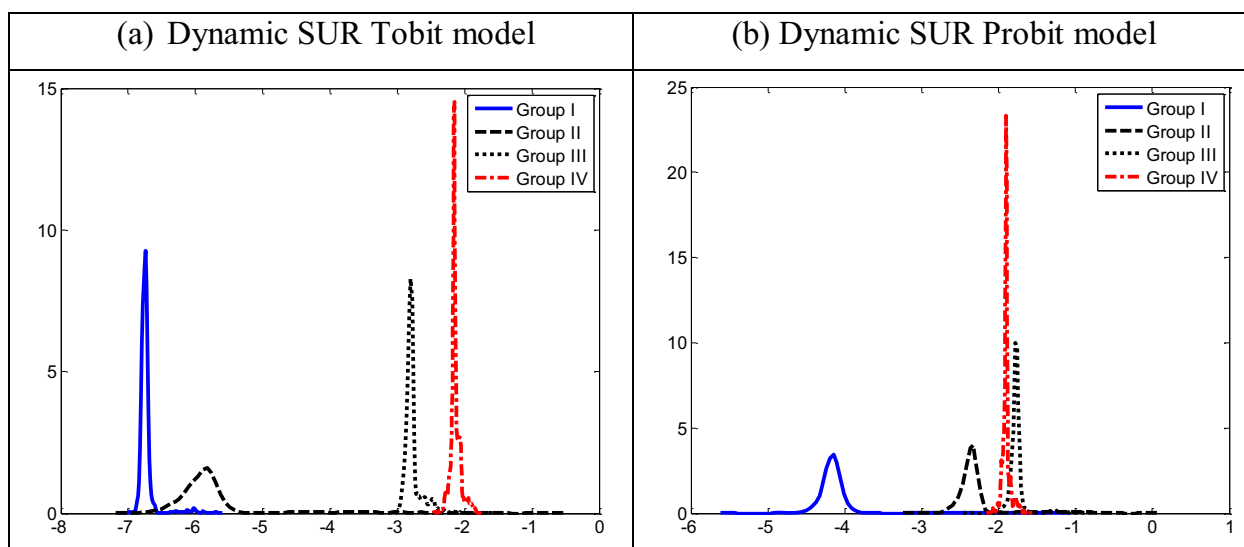 (a) Dynamic SUR Tobit model
(b) Dynamic SUR Probit model
15
10
5
0
-8 -7 -6 -5 -4 -3 -2 -1 0
Group I
Group II
Group III
Group IV
25
20
15
10
5
0
-6 -5 -4 -3 -2 -1 0 1
Group I
Group II
Group III
Group IV